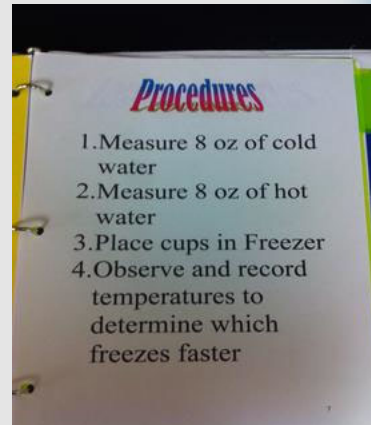 Procedures
1.Measure 8 oz of cold
water
2.Measure 8 oz of hot
water
3.Place cups in Freezer
4.Observe and record
temperatures to
determine which
freezes faster
7